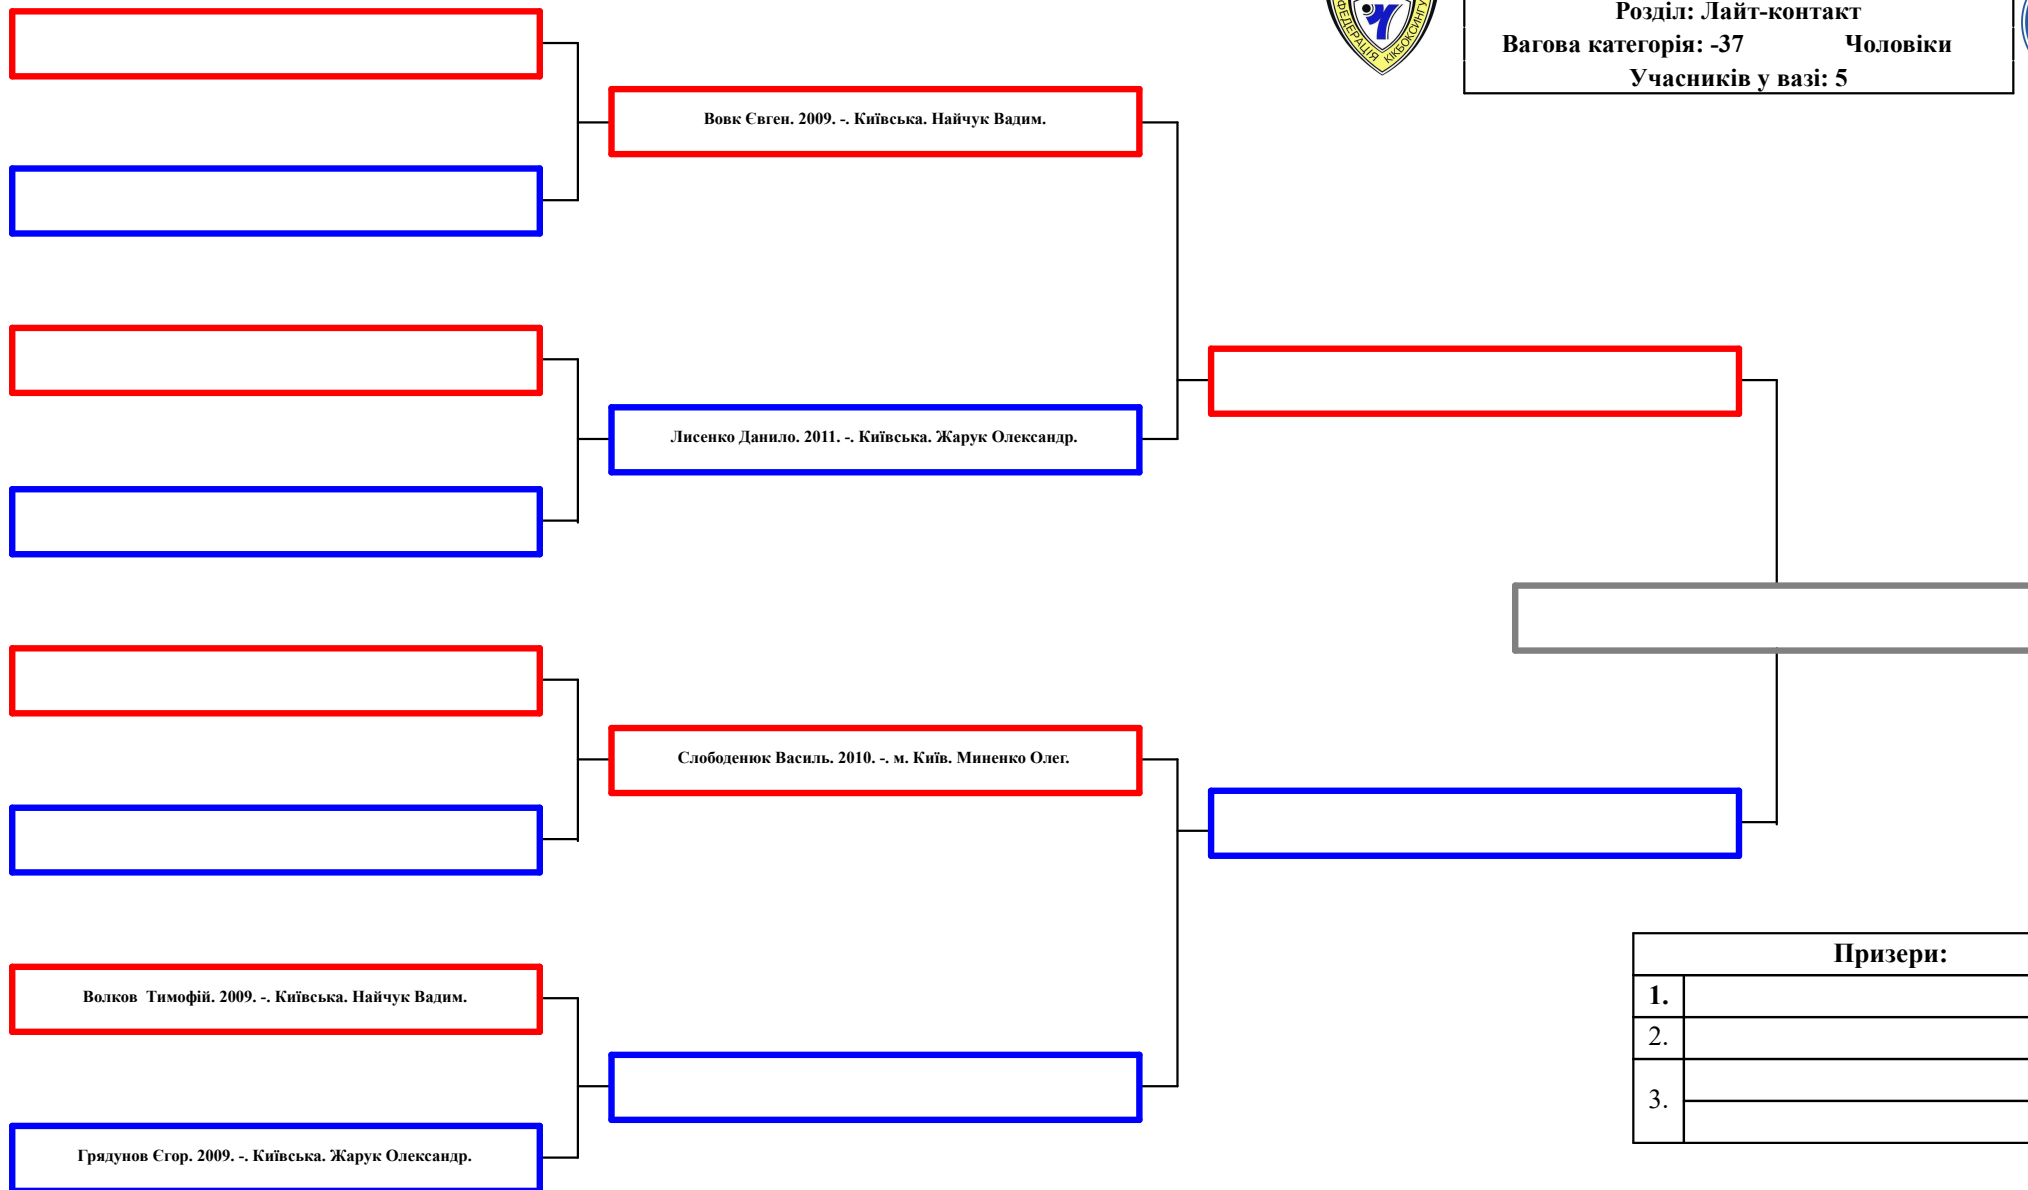 ФЕДЕРАЦІЯ КІКБОКСИНГУ
Розділ: Лайт-контакт
Вагова категорія: -37 Чоловіки
Учасників у вазі: 5
Вовк Євген. 2009. -. Київська. Найчук Вадим.
Лисенко Данило. 2011. -. Київська. Жарук Олександр.
Слободенюк Василь. 2010. -. м. Київ. Миненко Олег.
Волков  Тимофій. 2009. -. Київська. Найчук Вадим.
Грядунов Єгор. 2009. -. Київська. Жарук Олександр.
Призери:
1.
2.
3.